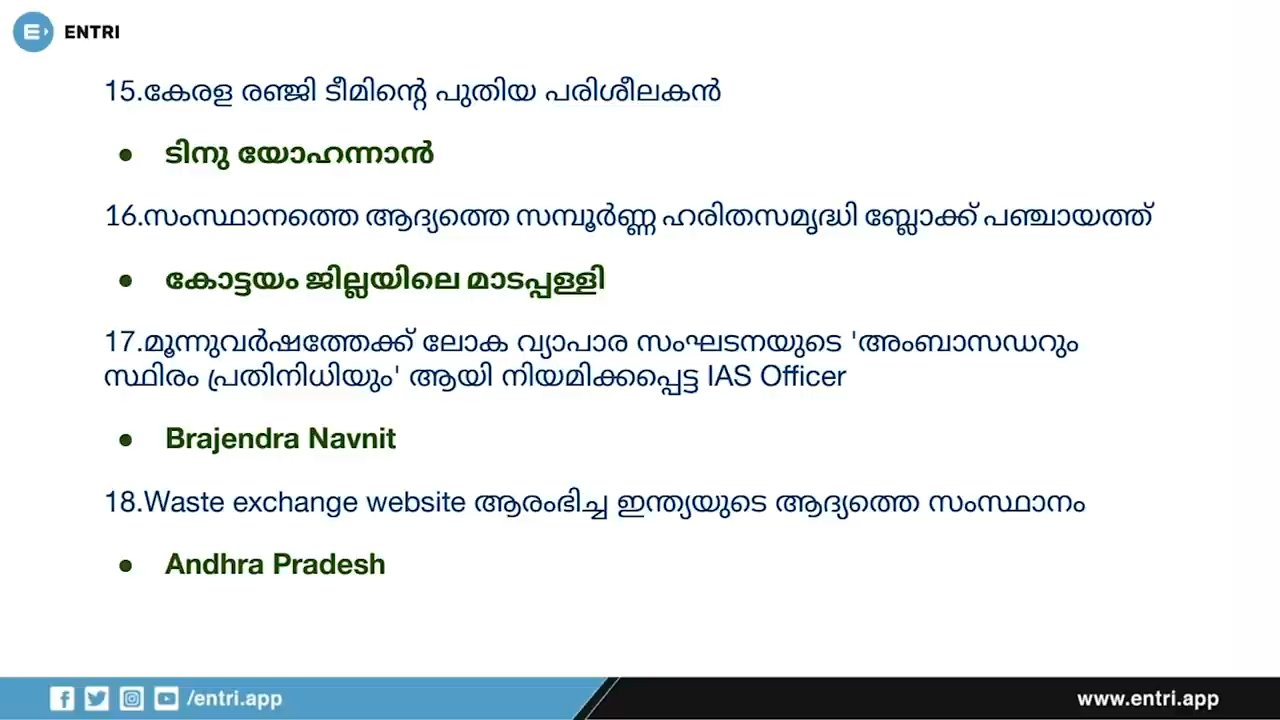 ENTRI
15.കേരള രഞ്ജി ടീമിന്റെ പുതിയ പരിശീലകൻ
● ടിനു യോഹന്നാൻ
16.സംസ്ഥാനത്തെ ആദ്യത്തെ സമ്പൂർണ്ണ ഹരിതസമൃദ്ധി ബ്ലോക്ക് പഞ്ചായത്ത്
● കോട്ടയം ജില്ലയിലെ മാടപ്പള്ളി
17.മൂന്നുവർഷത്തേക്ക് ലോക വ്യാപാര സംഘടനയുടെ 'അംബാസഡറും
സ്ഥിരം പ്രതിനിധിയും' ആയി നിയമിക്കപ്പെട്ട IAS Officer
● Brajendra Navnit
18.Waste exchange website ആരംഭിച്ച ഇന്ത്യയുടെ ആദ്യത്തെ സംസ്ഥാനം
● Andhra Pradesh
/entri.app
www.entri.app